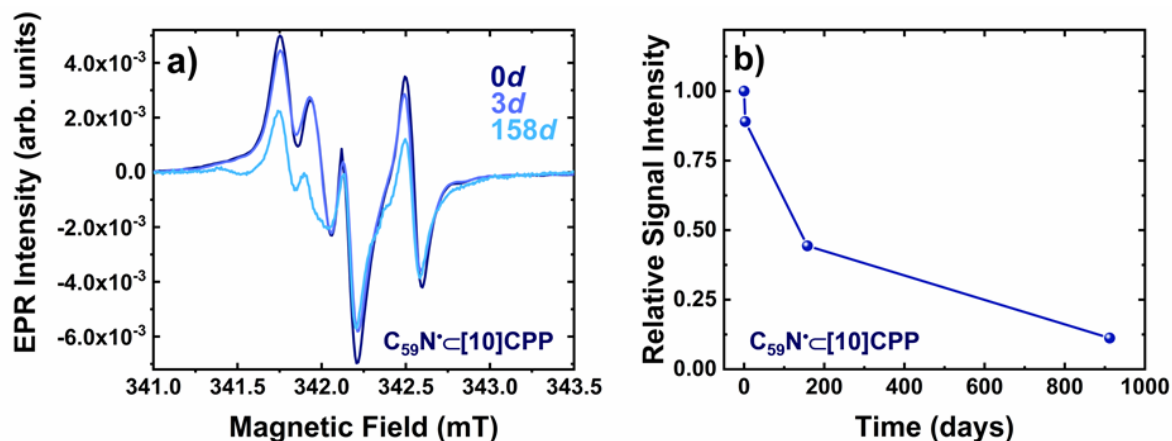 a)
0d
3d
158d
4.0x10⁻³
2.0x10⁻³
0.0
-2.0x10⁻³
-4.0x10⁻³
-6.0x10⁻³
EPR Intensity (arb. units)
C₅₉N•⊂[10]CPP
341.0 341.5 342.0 342.5 343.0 343.5
Magnetic Field (mT)
b)
1.00
0.75
0.50
0.25
0.00
Relative Signal Intensity
C₅₉N•⊂[10]CPP
0 200 400 600 800 1000
Time (days)